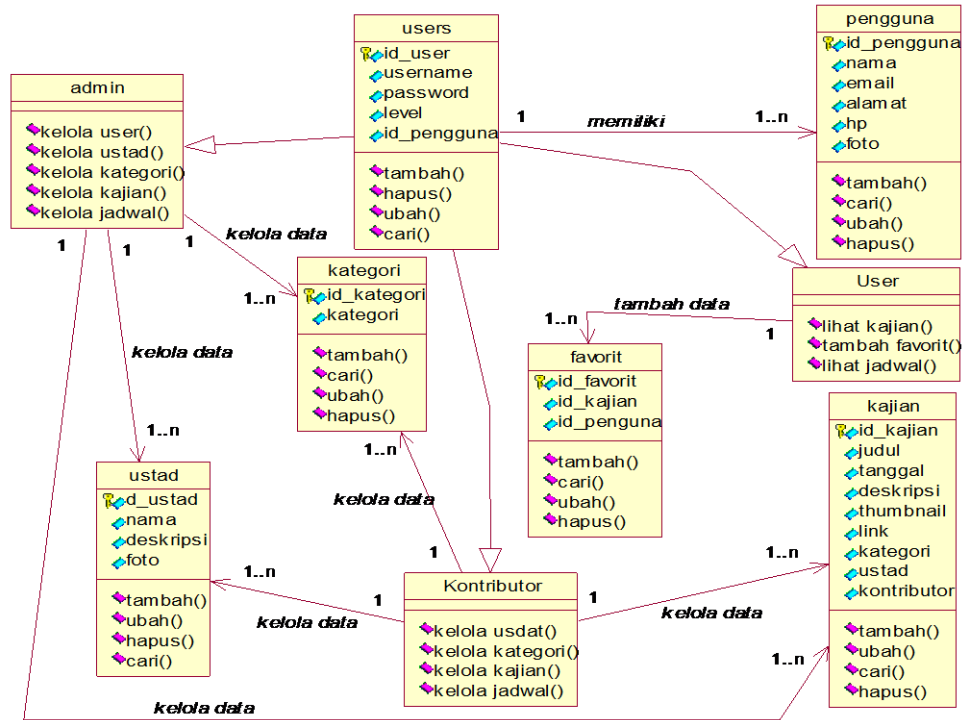 users
id_user
username
password
level
id_pengguna
tambah()
hapus()
ubah()
cari()
pengguna
id_pengguna
nama
email
alamat
hp
foto
tambah()
cari()
ubah()
hapus()
admin
kelola user()
kelola ustad()
kelola kategori()
kelola kajian()
kelola jadwal()
1
memiliki
1..n
1
1
1
kelola data
1..n
kategori
id_kategori
kategori
tambah()
cari()
ubah()
hapus()
User
lihat kajian()
tambah favorit()
lihat jadwal()
tambah data
1..n
1
favorit
id_favorit
id_kajian
id_penguna
tambah()
cari()
ubah()
hapus()
kelola data
1..n
ustad
d_ustad
nama
deskripsi
foto
tambah()
ubah()
hapus()
cari()
1..n
kelola data
1
1..n
kelola data
1
Kontributor
kelola usdat()
kelola kategori()
kelola kajian()
kelola jadwal()
1
kelola data
1..n
kajian
id_kajian
judul
tanggal
deskripsi
thumbnail
link
kategori
ustad
kontributor
tambah()
ubah()
cari()
hapus()
1..n
kelola data